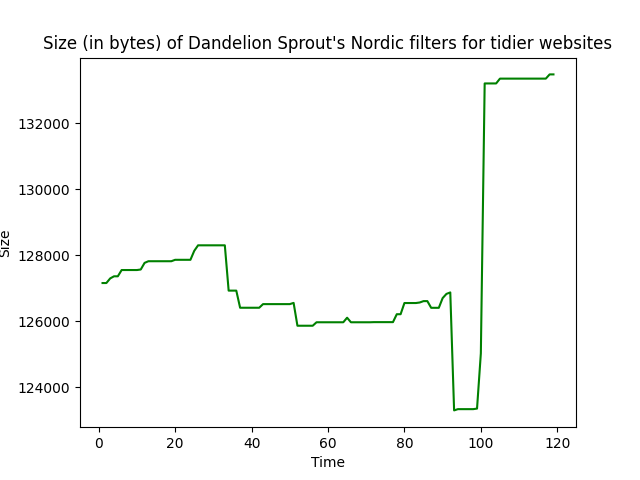 Size (in bytes) of Dandelion Sprout's Nordic filters for tidier websites
132000
130000
128000
126000
124000
Size
0 20 40 60 80 100 120
Time